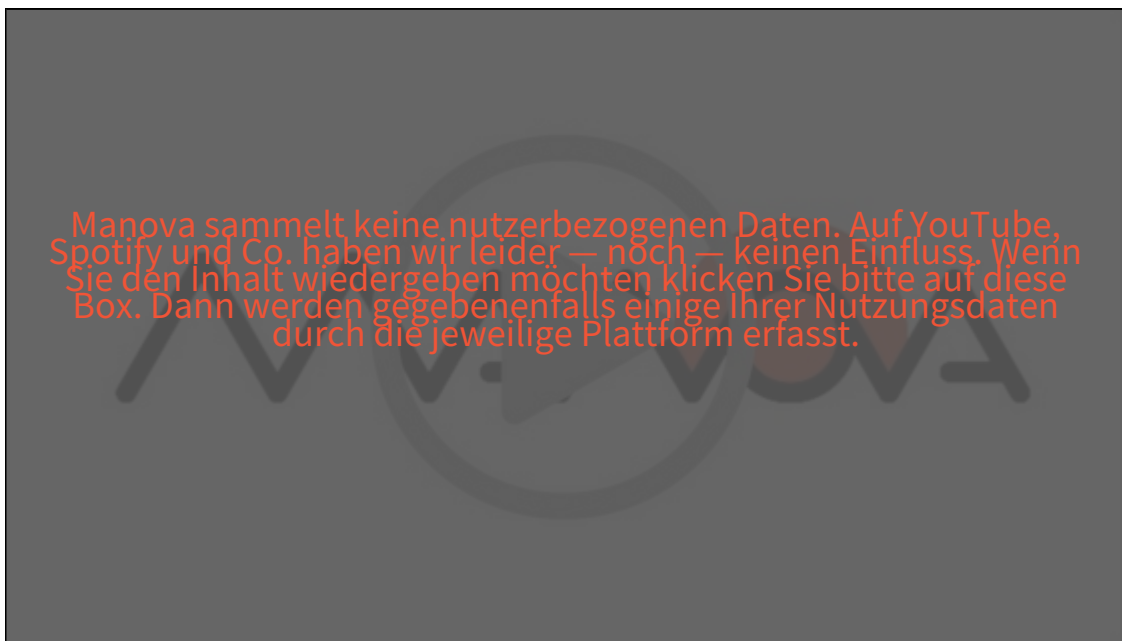 Manova sammelt keine nutzerbezogenen Daten. Auf YouTube,
Spotify und Co. haben wir leider — noch — keinen Einfluss. Wenn
Sie den Inhalt wiedergeben möchten klicken Sie bitte auf diese
Box. Dann werden gegebenenfalls einige Ihrer Nutzungsdaten
durch die jeweilige Plattform erfasst.
MANOVA